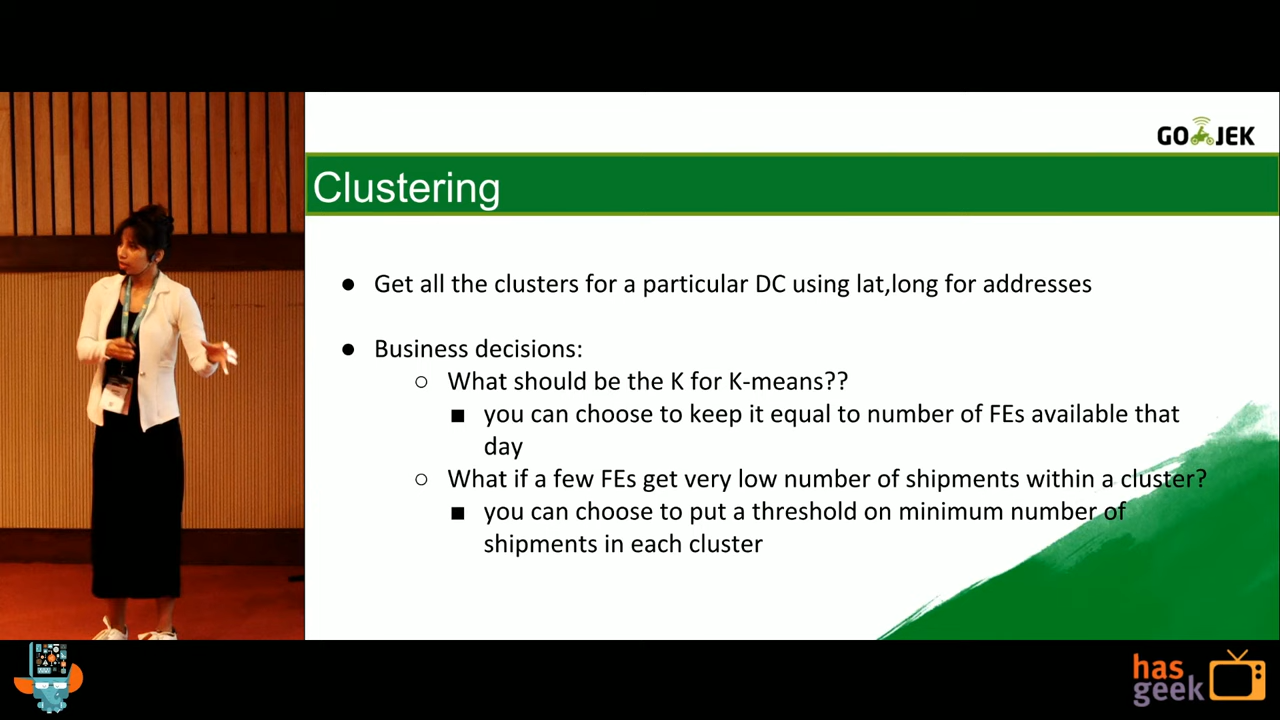 GO JEK
Clustering
● Get all the clusters for a particular DC using lat,long for addresses
● Business decisions:
○ What should be the K for K-means??
■ you can choose to keep it equal to number of FEs available that
day
○ What if a few FEs get very low number of shipments within a cluster?
■ you can choose to put a threshold on minimum number of
shipments in each cluster
has
geek